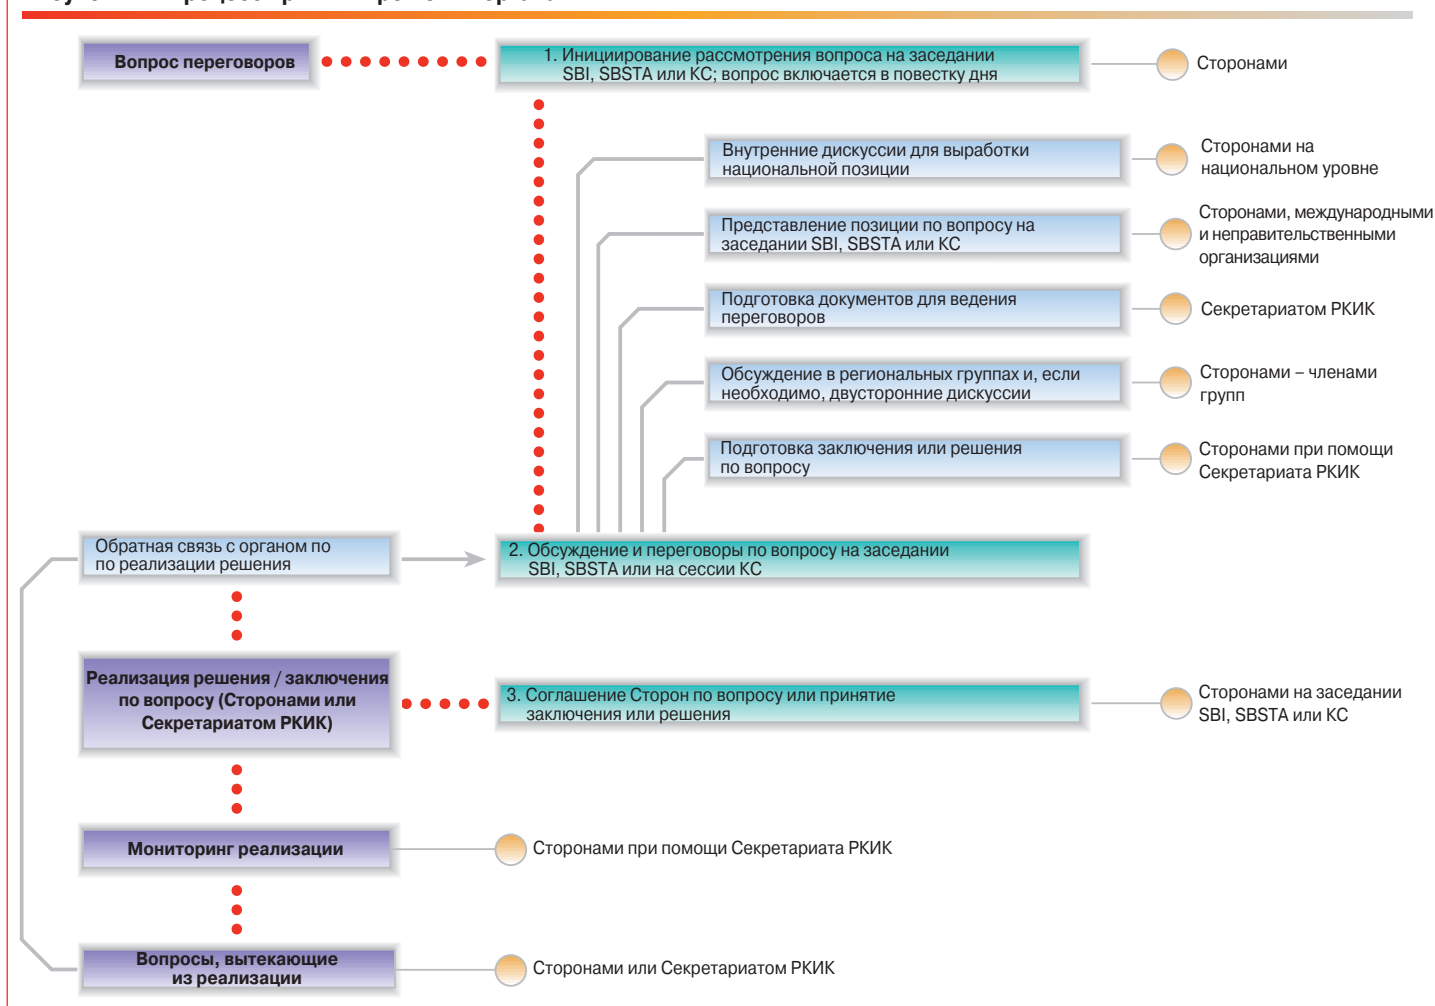 Вопрос переговоров
1. Инициирование рассмотрения вопроса на заседании
SBI, SBSTA или КС; вопрос включается в повестку дня
Сторонами
Внутренние дискуссии для выработки
национальной позиции
Сторонами на
национальном уровне
Представление позиции по вопросу на
заседании SBI, SBSTA или КС
Сторонами, международными
и неправительственными
организациями
Подготовка документов для ведения
переговоров
Секретариатом РКИК
Обсуждение в региональных группах и, если
необходимо, двусторонние дискуссии
Сторонами – членами
групп
Подготовка заключения или решения
по вопросу
Сторонами при помощи
Секретариата РКИК
Обратная связь с органом по
по реализации решения
2. Обсуждение и переговоры по вопросу на заседании
SBI, SBSTA или на сессии КС
Реализация решения / заключения
по вопросу (Сторонами или
Секретариатом РКИК)
3. Соглашение Сторон по вопросу или принятие
заключения или решения
Сторонами на заседании
SBI, SBSTA или КС
Мониторинг реализации
Сторонами при помощи Секретариата РКИК
Вопросы, вытекающие
из реализации
Сторонами или Секретариатом РКИК